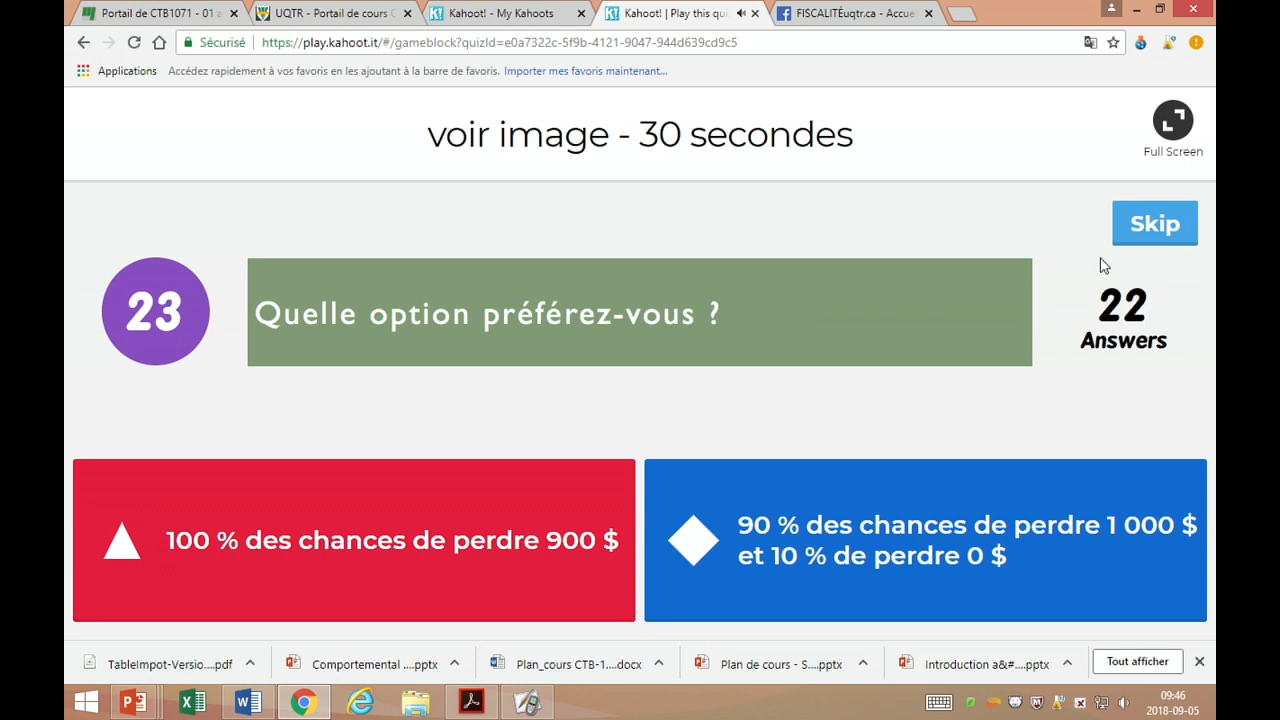 Portail de CTB1071 - 01 a
UQTR - Portail de cours
Kahoot! - My Kahoots
Kahoot! | Play this qui
FISCALITÉuqtr.ca - Accue
Sécurisé
https://play.kahoot.it/#/gameblock?quizId=e0a7322c-5f9b-4121-9047-944d639cd9c5
Applications
Accédez rapidement à vos favoris en les ajoutant à la barre de favoris. Importer mes favoris maintenant...
voir image - 30 secondes
Full Screen
Skip
23
Quelle option préférez-vous ?
22
Answers
100 % des chances de perdre 900 $
90 % des chances de perdre 1 000 $
et 10 % de perdre 0 $
TableImpot-Versio....pdf
Comportemental ....pptx
Plan_cours CTB-1....docx
Plan de cours - S....pptx
Introduction a&#....pptx
Tout afficher
09:46
2018-09-05